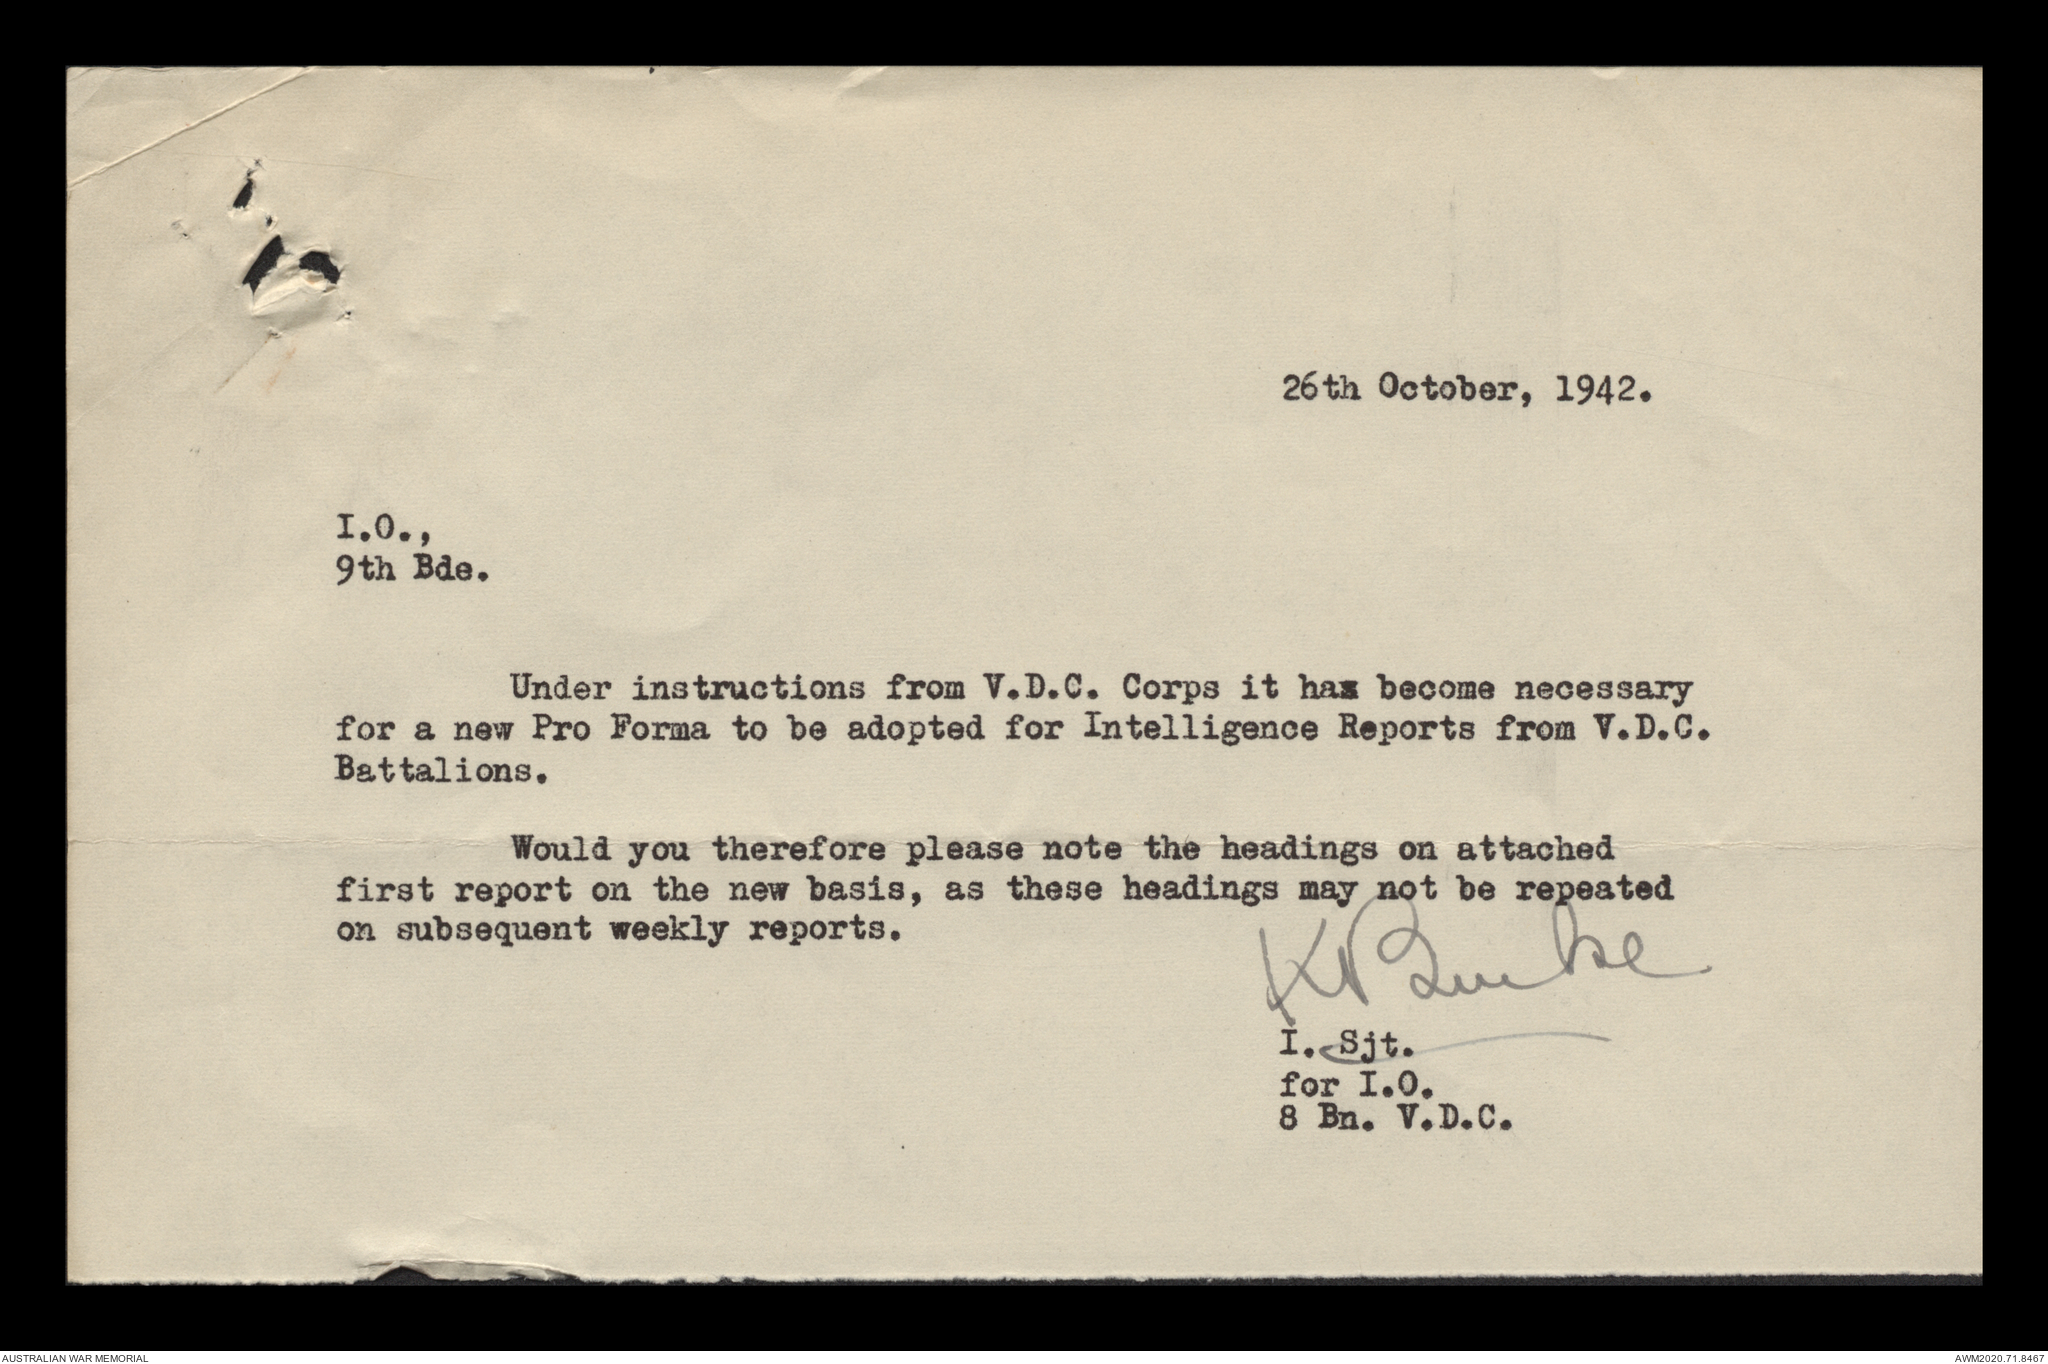 26th October, 1942.
I.O.,
9th Bde.
Under instructions from V.D.C. Corps it has become necessary
for a new Pro Forma to be adopted for Intelligence Reports from V.D.C.
Battalions.
Would you therefore please note the headings on attached
first report on the new basis, as these headings may not be repeated
on subsequent weekly reports.
K Burke
I. Sjt.
for I.O.
8 Bn. V.D.C.
AUSTRALIAN WAR MEMORIAL
AWM2020.71.8467